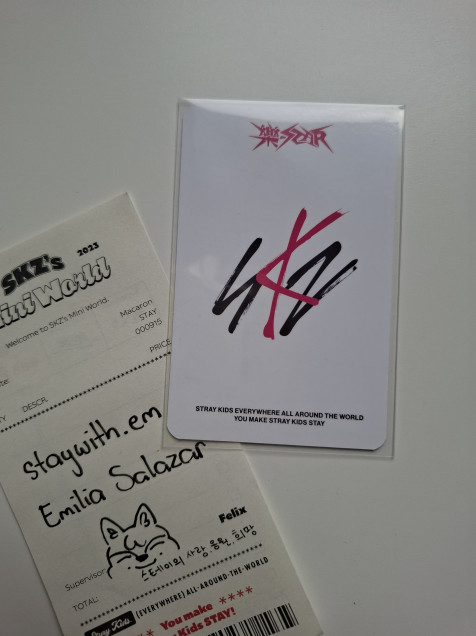 樂-STAR
SKZ
STRAY KIDS EVERYWHERE ALL AROUND THE WORLD
YOU MAKE STRAY KIDS STAY
SKZ's 2023
Mini World
Welcome to SKZ's Mini World.
Macaron
STAY
000915
DESCR.
PRICE
staywith.em
Emilia Salazar
Felix
Supervisor
스테이의 사랑.응원.희망
TOTAL:
Stray Kids (EVERYWHERE) ALL-AROUND-THE-WORLD
** You make ****
Kids STAY!